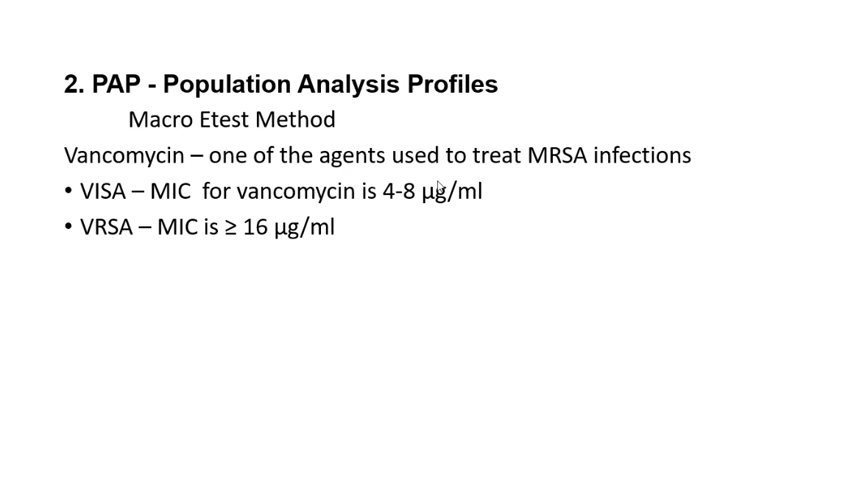 2. PAP - Population Analysis Profiles
Macro Etest Method
Vancomycin – one of the agents used to treat MRSA infections
• VISA – MIC  for vancomycin is 4-8 µg/ml
• VRSA – MIC is ≥ 16 µg/ml